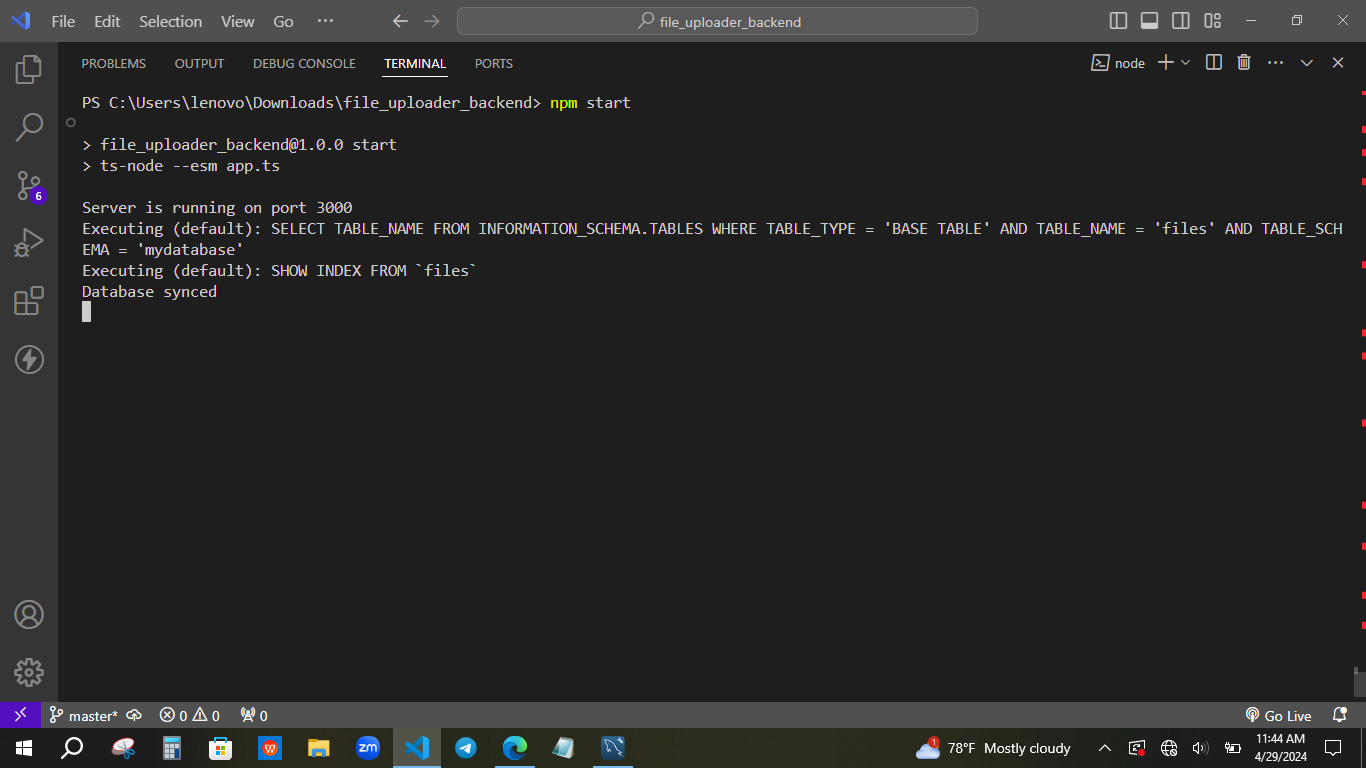 File Edit Selection View Go ···
file_uploader_backend
PROBLEMS OUTPUT DEBUG CONSOLE TERMINAL PORTS
node
PS C:\Users\lenovo\Downloads\file_uploader_backend> npm start
> file_uploader_backend@1.0.0 start
> ts-node --esm app.ts
Server is running on port 3000
Executing (default): SELECT TABLE_NAME FROM INFORMATION_SCHEMA.TABLES WHERE TABLE_TYPE = 'BASE TABLE' AND TABLE_NAME = 'files' AND TABLE_SCH
EMA = 'mydatabase'
Executing (default): SHOW INDEX FROM `files`
Database synced
6
master* 0 0 0 Go Live
zm 1 78°F Mostly cloudy
11:44 AM
4/29/2024